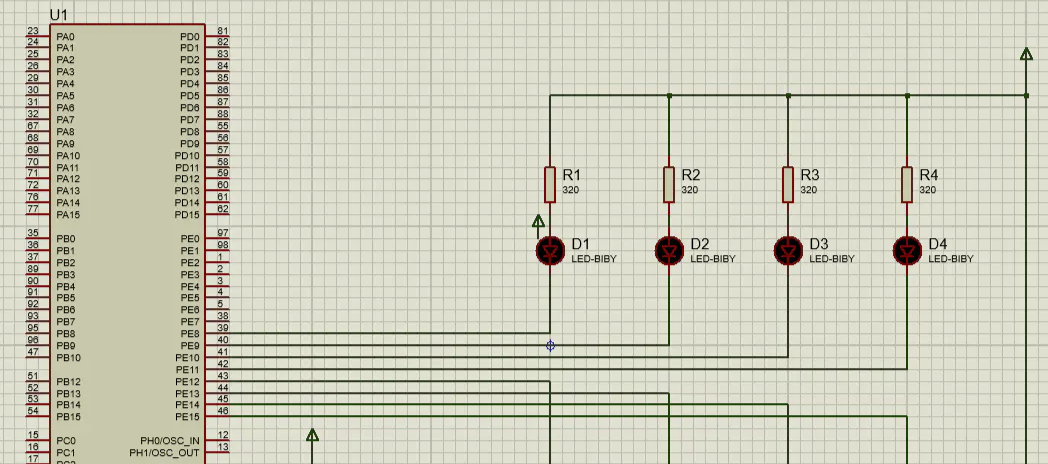 U1
23 PA0 PD0 81
24 PA1 PD1 82
25 PA2 PD2 83
26 PA3 PD3 84
29 PA4 PD4 85
30 PA5 PD5 86
31 PA6 PD6 87
32 PA7 PD7 88
67 PA8 PD8 55
68 PA9 PD9 56
69 PA10 PD10 57
70 PA11 PD11 58
71 PA12 PD12 59
72 PA13 PD13 60
76 PA14 PD14 61
77 PA15 PD15 62
35 PB0 PE0 97
36 PB1 PE1 98
37 PB2 PE2 1
89 PB3 PE3 2
90 PB4 PE4 3
91 PB5 PE5 4
92 PB6 PE6 5
93 PB7 PE7 38
95 PB8 PE8 39
96 PB9 PE9 40
47 PB10 PE10 41
PE11 42
51 PB12 PE12 43
52 PB13 PE13 44
53 PB14 PE14 45
54 PB15 PE15 46
15 PC0 PH0/OSC_IN 12
16 PC1 PH1/OSC_OUT 13
17 PC2
R1
320
R2
320
R3
320
R4
320
D1
LED-BIBY
D2
LED-BIBY
D3
LED-BIBY
D4
LED-BIBY